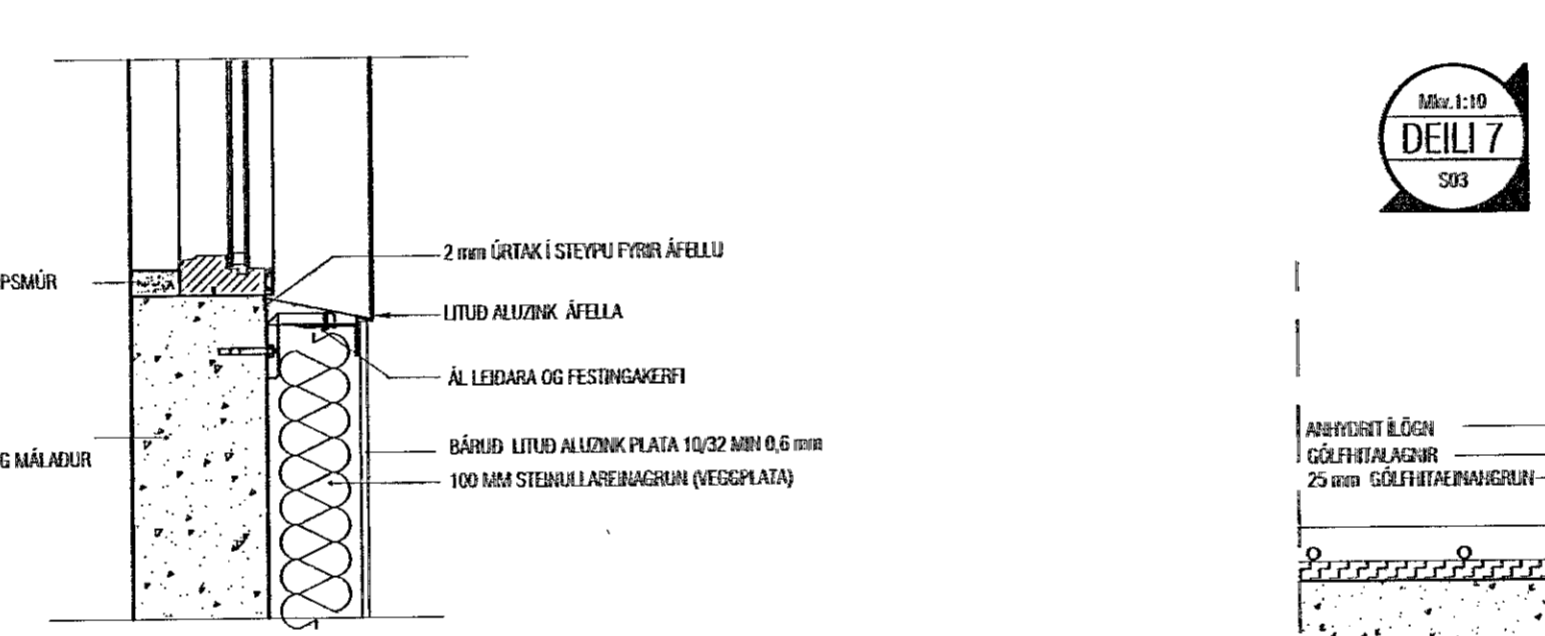 2 mm ÚRTAK Í STEYPU FYRIR ÁFELLU
PSMÚR
LITUÐ ALUZINK ÁFELLA
ÁL LEIÐARA OG FESTINGAKERFI
BÁRUÐ LITUÐ ALUZINK PLATA 10/32 MIN 0,6 mm
G MÁLAÐUR
100 MM STEINULLAREINAGRUN (VEGGPLATA)
Mkv. 1:10
DEILI 7
S03
ANHYDRIT ÍLÖGN
GÓLFHITALAGNIR
25 mm GÓLFHITAEINANGRUN